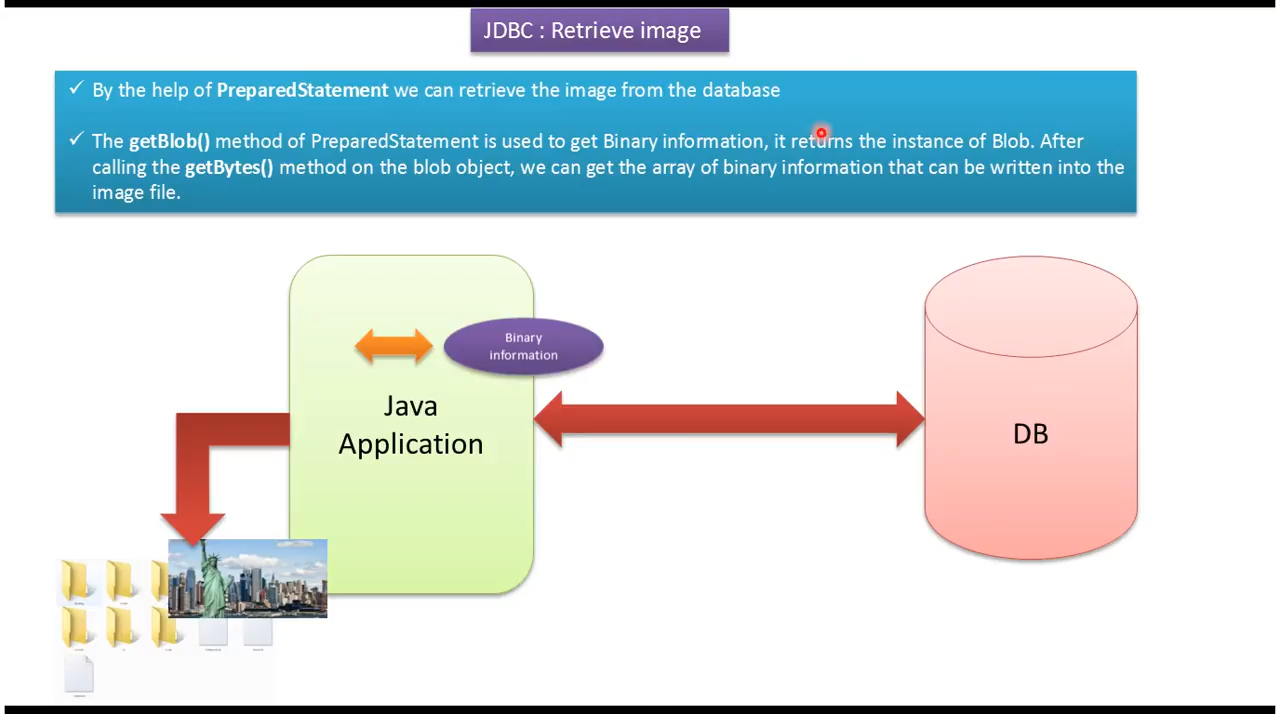 JDBC : Retrieve image
✓ By the help of PreparedStatement we can retrieve the image from the database
✓ The getBlob() method of PreparedStatement is used to get Binary information, it returns the instance of Blob. After
calling the getBytes() method on the blob object, we can get the array of binary information that can be written into the
image file.
Binary
information
Java
Application
DB